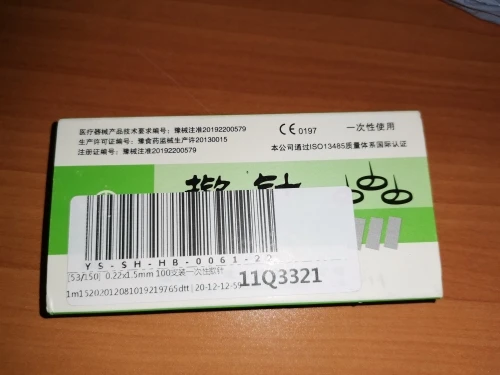 医疗器械产品技术要求编号：豫械注准20192200579
生产许可证编号：豫食药监械生产许20130015
注册证编号：豫械注准20192200579
CE 0197
一次性使用
本公司通过ISO13485质量体系国际认证
YS-SH-HB-0061-2
[53/150] 0.22x1.5mm 100支装一次性
11Q3321
1m1520201208101921976Sdtt | 20-12-12-59